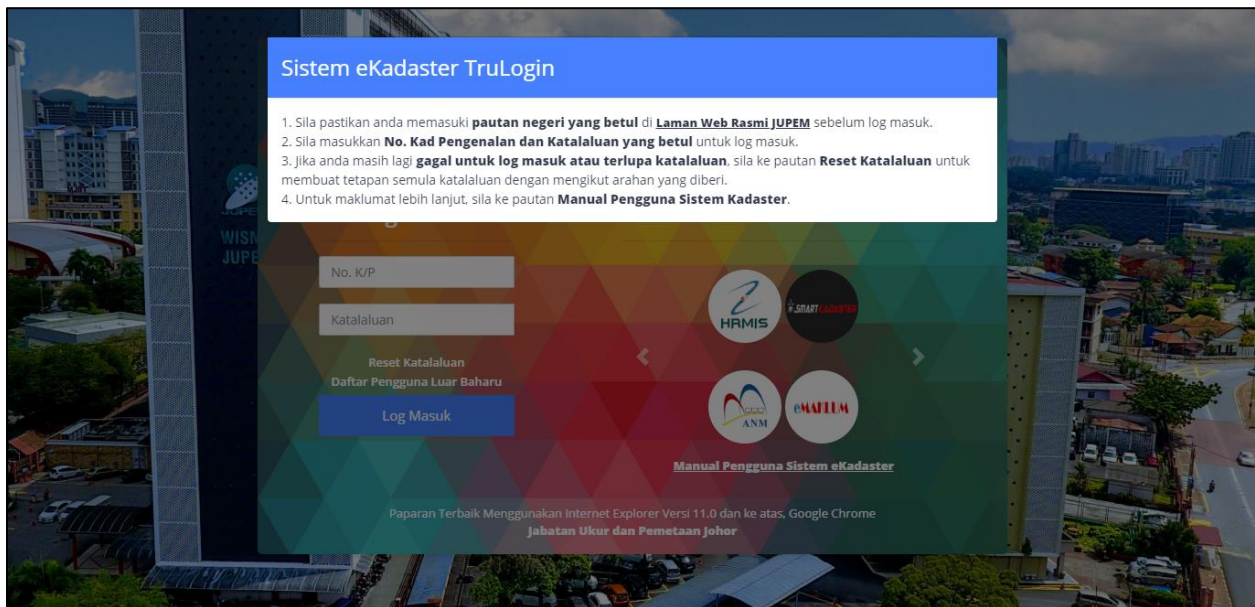 Sistem eKadaster TruLogin
1. Sila pastikan anda memasuki pautan negeri yang betul di Laman Web Rasmi JUPEM sebelum log masuk.
2. Sila masukkan No. Kad Pengenalan dan Katalaluan yang betul untuk log masuk.
3. Jika anda masih lagi gagal untuk log masuk atau terlupa katalaluan, sila ke pautan Reset Katalaluan untuk
membuat tetapan semula katalaluan dengan mengikut arahan yang diberi.
4. Untuk maklumat lebih lanjut, sila ke pautan Manual Pengguna Sistem Kadaster.
No. K/P
Katalaluan
Reset Katalaluan
Daftar Pengguna Luar Baharu
Log Masuk
HRMIS
SMARTKADASTER
ANM
eMAKLUM
Manual Pengguna Sistem eKadaster
Paparan Terbaik Menggunakan Internet Explorer Versi 11.0 dan ke atas, Google Chrome
Jabatan Ukur dan Pemetaan Johor